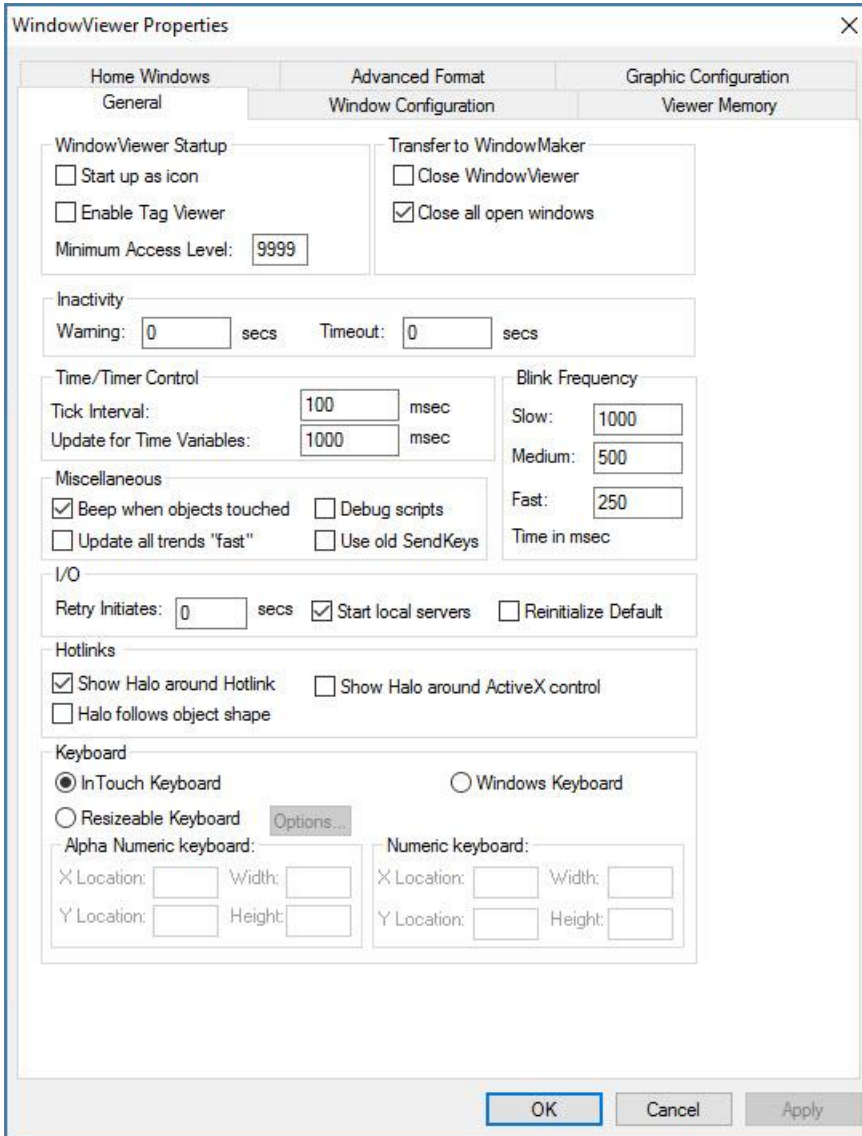 WindowViewer Properties
Home Windows Advanced Format Graphic Configuration
General Window Configuration Viewer Memory
WindowViewer Startup Transfer to WindowMaker
Start up as icon Close WindowViewer
Enable Tag Viewer Close all open windows
Minimum Access Level: 9999
Inactivity
Warning: 0 secs Timeout: 0 secs
Time/Timer Control Blink Frequency
Tick Interval: 100 msec Slow: 1000
Update for Time Variables: 1000 msec Medium: 500
Miscellaneous
Beep when objects touched Debug scripts Fast: 250
Update all trends "fast" Use old SendKeys Time in msec
I/O
Retry Initiates: 0 secs Start local servers Reinitialize Default
Hotlinks
Show Halo around Hotlink Show Halo around ActiveX control
Halo follows object shape
Keyboard
InTouch Keyboard Windows Keyboard
Resizeable Keyboard Options...
Alpha Numeric keyboard: Numeric keyboard:
X Location: Width: X Location: Width:
Y Location: Height: Y Location: Height:
OK Cancel Apply